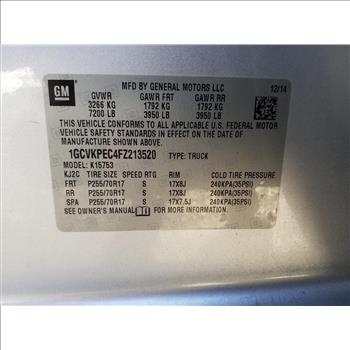 GM
MFD BY GENERAL MOTORS LLC
12/14
GVWR GAWR FRT GAWR RR
3266 KG 1792 KG 1792 KG
7200 LB 3950 LB 3950 LB
THIS VEHICLE CONFORMS TO ALL APPLICABLE U.S. FEDERAL MOTOR
VEHICLE SAFETY STANDARDS IN EFFECT ON THE DATE OF
MANUFACTURE SHOWN ABOVE.
1GCVKPEC4FZ213520 TYPE: TRUCK
MODEL: K15753
KJ2C TIRE SIZE SPEED RTG RIM COLD TIRE PRESSURE
FRT P255/70R17 S 17X8J 240KPA(35PSI)
RR P255/70R17 S 17X8J 240KPA(35PSI)
SPA P255/70R17 S 17X7.5J 240KPA(35PSI)
SEE OWNER'S MANUAL FOR MORE INFORMATION.